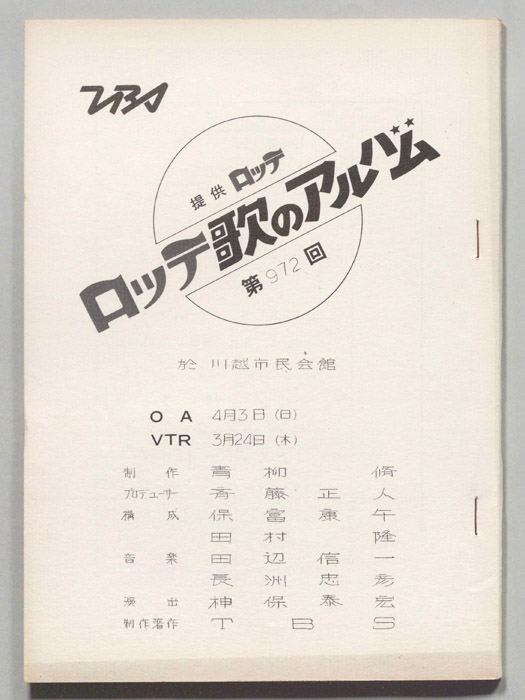 TBS
提供 ロッテ
ロッテ歌のアルバム
第972回
於 川越市民会館
OA 4月3日(日)
VTR 3月24日(木)
制作 青柳脩
プロデューサー 斉藤正人
構成 保富康午
田村隆
音楽 田辺信一
長洲忠彦
演出 神保泰宏
制作著作 TBS